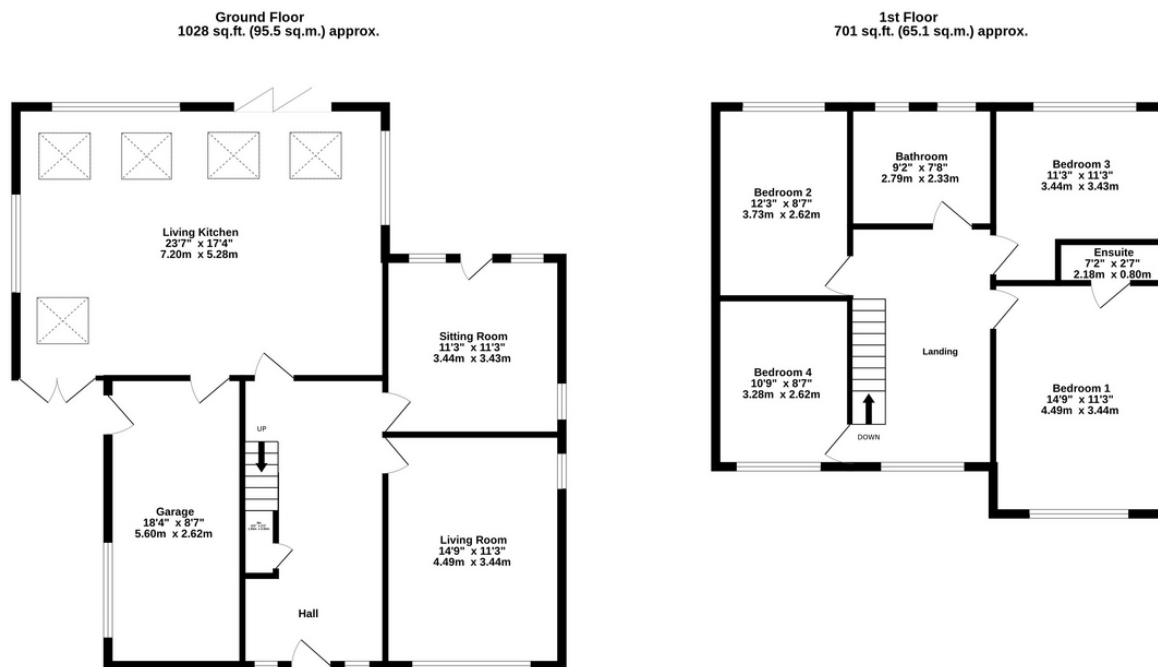 Ground Floor
1028 sq.ft. (95.5 sq.m.) approx.
Living Kitchen
23'7" x 17'4"
7.20m x 5.28m
Sitting Room
11'3" x 11'3"
3.44m x 3.43m
UP
Garage
18'4" x 8'7"
5.60m x 2.62m
Living Room
14'9" x 11'3"
4.49m x 3.44m
Hall
1st Floor
701 sq.ft. (65.1 sq.m.) approx.
Bathroom
9'2" x 7'8"
2.79m x 2.33m
Bedroom 3
11'3" x 11'3"
3.44m x 3.43m
Bedroom 2
12'3" x 8'7"
3.73m x 2.62m
Ensuite
7'2" x 2'7"
2.18m x 0.80m
Landing
Bedroom 4
10'9" x 8'7"
3.28m x 2.62m
Bedroom 1
14'9" x 11'3"
4.49m x 3.44m
DOWN